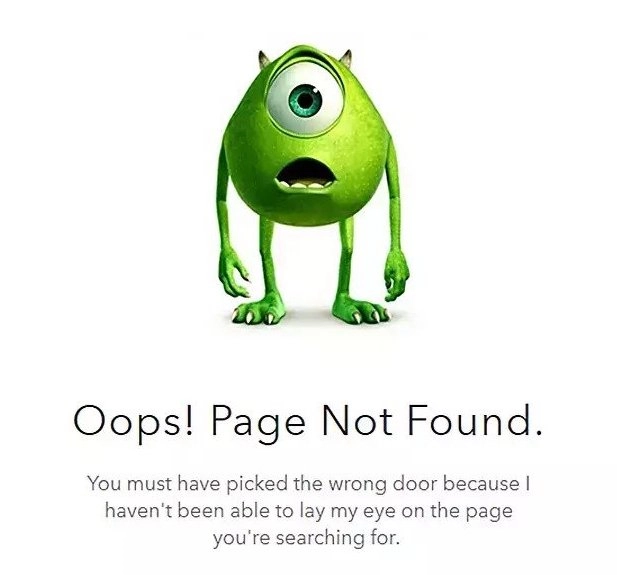 Oops! Page Not Found.
You must have picked the wrong door because I
haven't been able to lay my eye on the page
you're searching for.